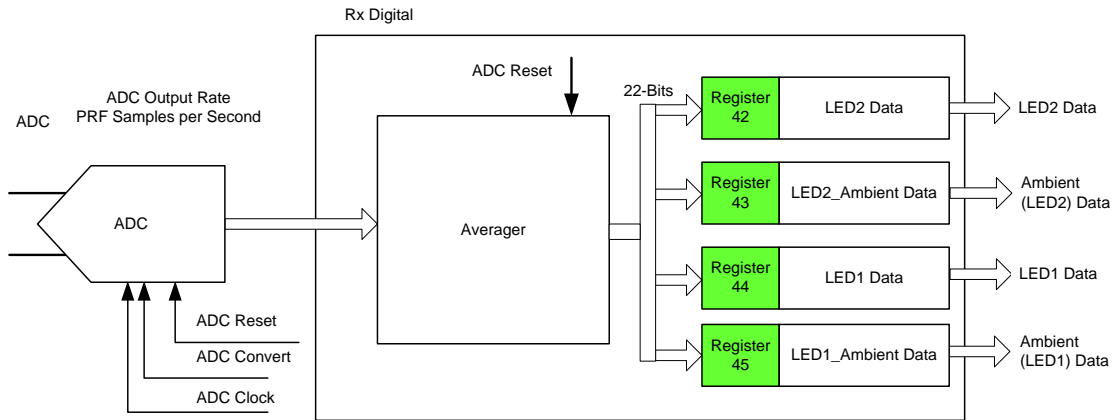 Rx Digital
ADC Reset
ADC Output Rate
PRF Samples per Second
ADC
22-Bits
Register
42
LED2 Data
LED2 Data
Register
43
LED2_Ambient Data
Ambient
(LED2) Data
ADC
Averager
Register
44
LED1 Data
LED1 Data
ADC Reset
ADC Convert
ADC Clock
Register
45
LED1_Ambient Data
Ambient
(LED1) Data